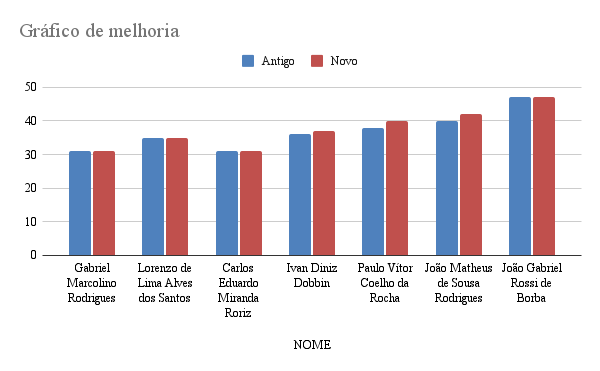 Gráfico de melhoria
Antigo Novo
50
40
30
20
10
0
Gabriel
Marcolino
Rodrigues
Lorenzo de
Lima Alves
dos Santos
Carlos
Eduardo
Miranda
Roriz
Ivan Diniz
Dobbin
Paulo Vítor
Coelho da
Rocha
João Matheus
de Sousa
Rodrigues
João Gabriel
Rossi de
Borba
NOME